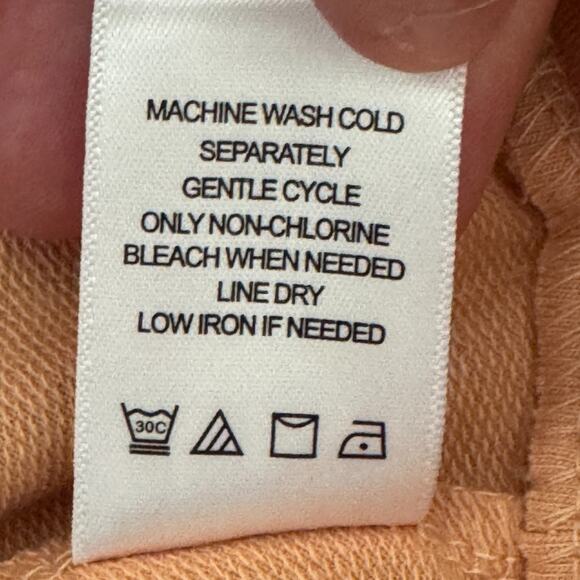 MACHINE WASH COLD
SEPARATELY
GENTLE CYCLE
ONLY NON-CHLORINE
BLEACH WHEN NEEDED
LINE DRY
LOW IRON IF NEEDED
30C